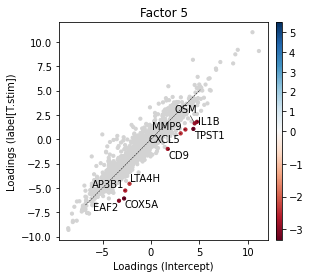 Factor 5
10.0
7.5
5.0
2.5
0.0
−2.5
−5.0
−7.5
−10.0
Loadings (label[T.stim])
OSM
IL1B
MMP9
TPST1
CXCL5
CD9
LTA4H
AP3B1
EAF2
COX5A
−5
0
5
10
Loadings (Intercept)
5
4
3
2
1
0
−1
−2
−3